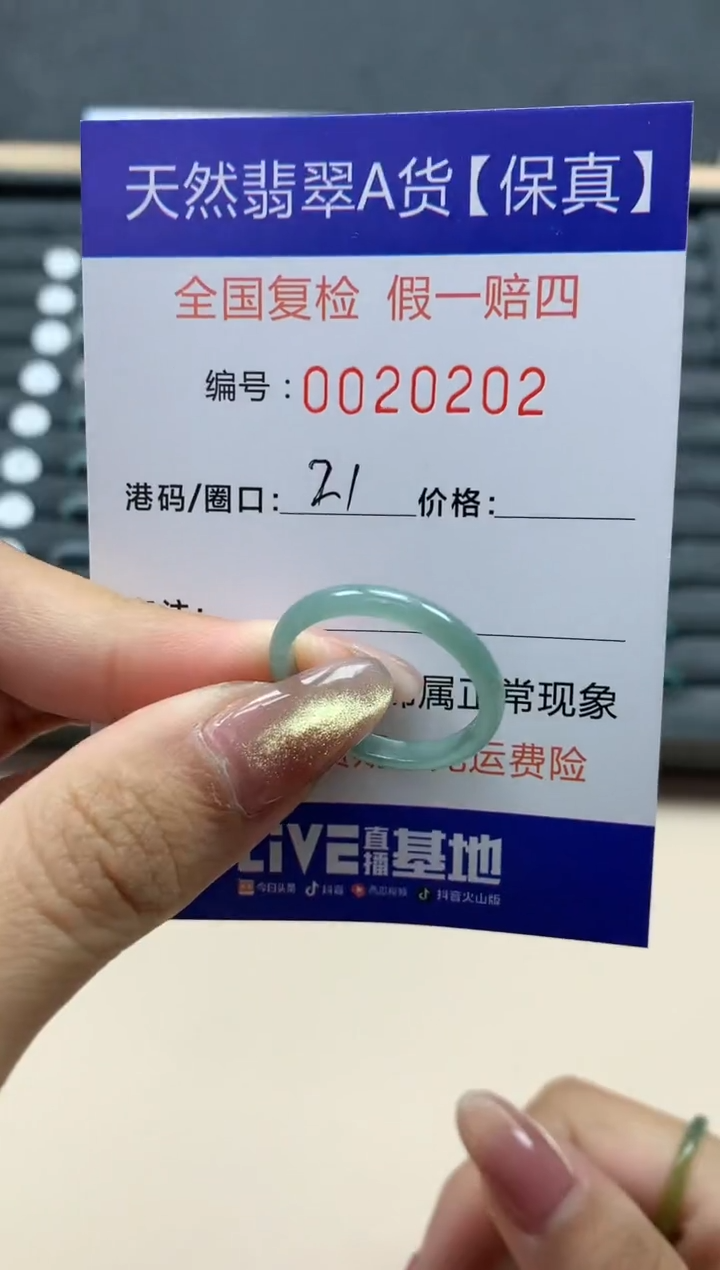 天然翡翠A货【保真】
全国复检 假一赔四
编号:0020202
港码/圈口: 21 价格:
属正常现象
运费险
LiVE直播基地
今日头条 抖音 西瓜视频 抖音火山版